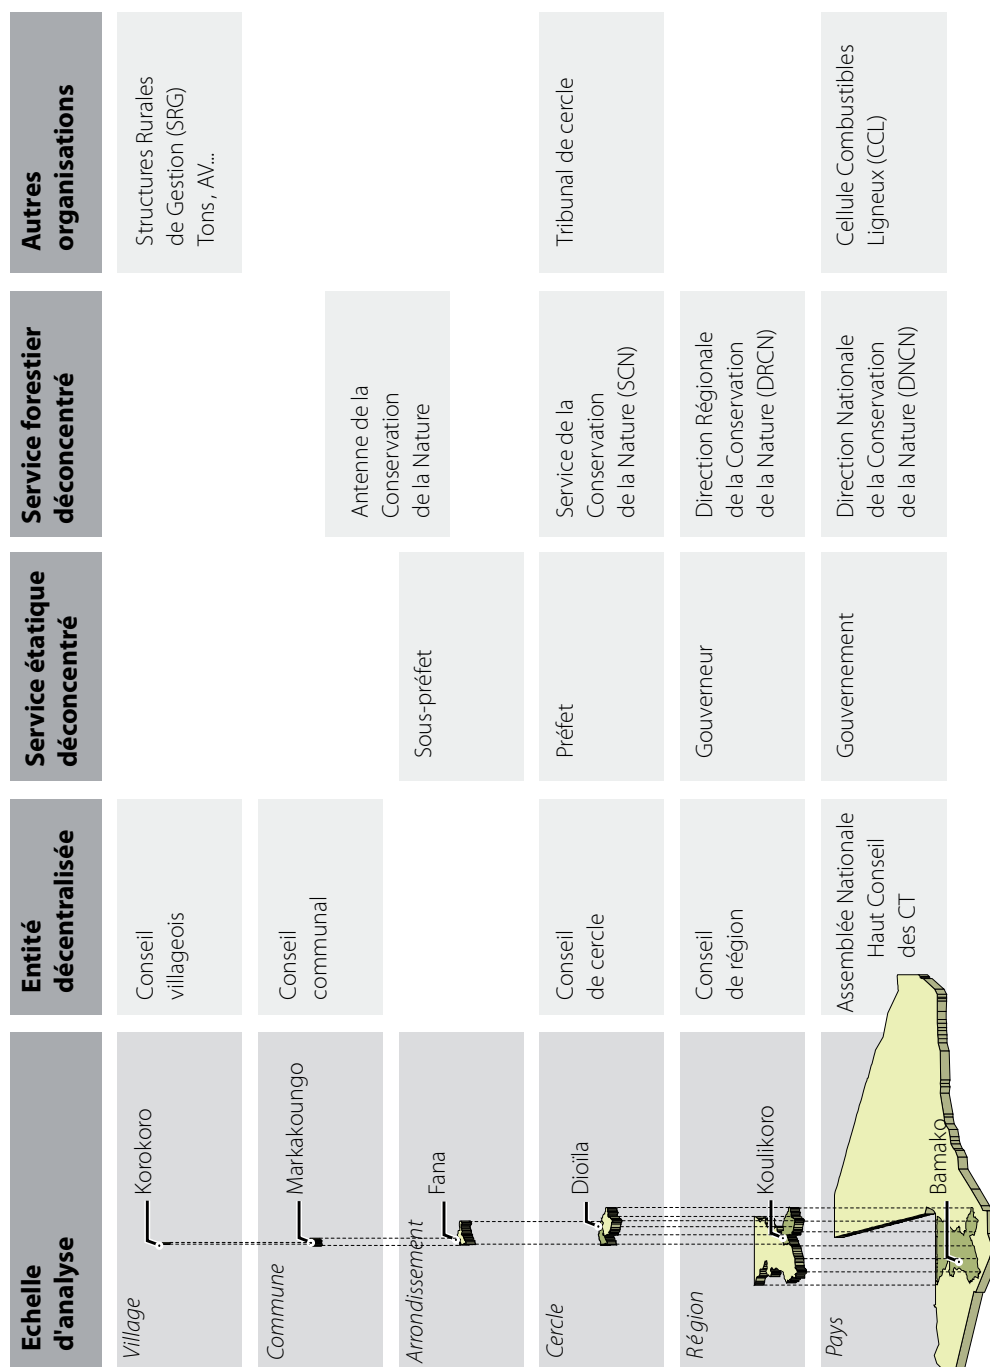 Echelle
d'analyse
Entité
décentralisée
Service étatique
déconcentré
Service forestier
déconcentré
Autres
organisations
Village
Korokoro
Conseil
villageois
Structures Rurales
de Gestion (SRG)
Tons, AV...
Commune
Markakoungo
Conseil
communal
Antenne de la
Conservation
de la Nature
Arrondissement
Fana
Sous-préfet
Cercle
Dioïla
Conseil
de cercle
Préfet
Service de la
Conservation
de la Nature (SCN)
Tribunal de cercle
Région
Koulikoro
Conseil
de région
Gouverneur
Direction Régionale
de la Conservation
de la Nature (DRCN)
Pays
Bamako
Assemblée Nationale
Haut Conseil
des CT
Gouvernement
Direction Nationale
de la Conservation
de la Nature (DNCN)
Cellule Combustibles
Ligneux (CCL)